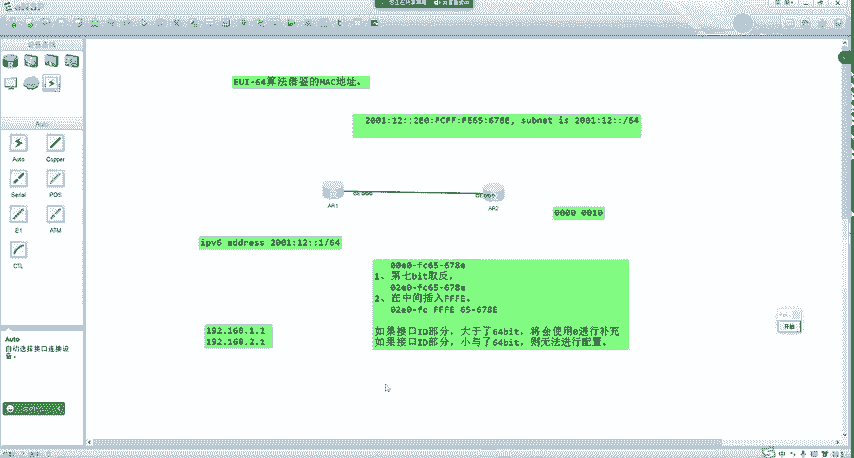 eNSP
EUI-64算法借鉴的MAC地址。
2001:12::2E0:FCFF:FE65:678E, subnet is 2001:12::/64
Auto
Auto
Copper
Serial
POS
E1
ATM
CTL
AR1
AR2
0000 0010
ipv6 address 2001:12::1/64
00e0-fc65-678e
1、第七bit取反，
02e0-fc65-678e
2、在中间插入FFFE。
02e0-fc FFFE 65-678E
如果接口ID部分，大于了64bit，将会使用0进行补充
如果接口ID部分，小与了64bit，则无法进行配置。
192.168.1.1
192.168.2.1
Auto
自动选择接口连接设备。
开始
中